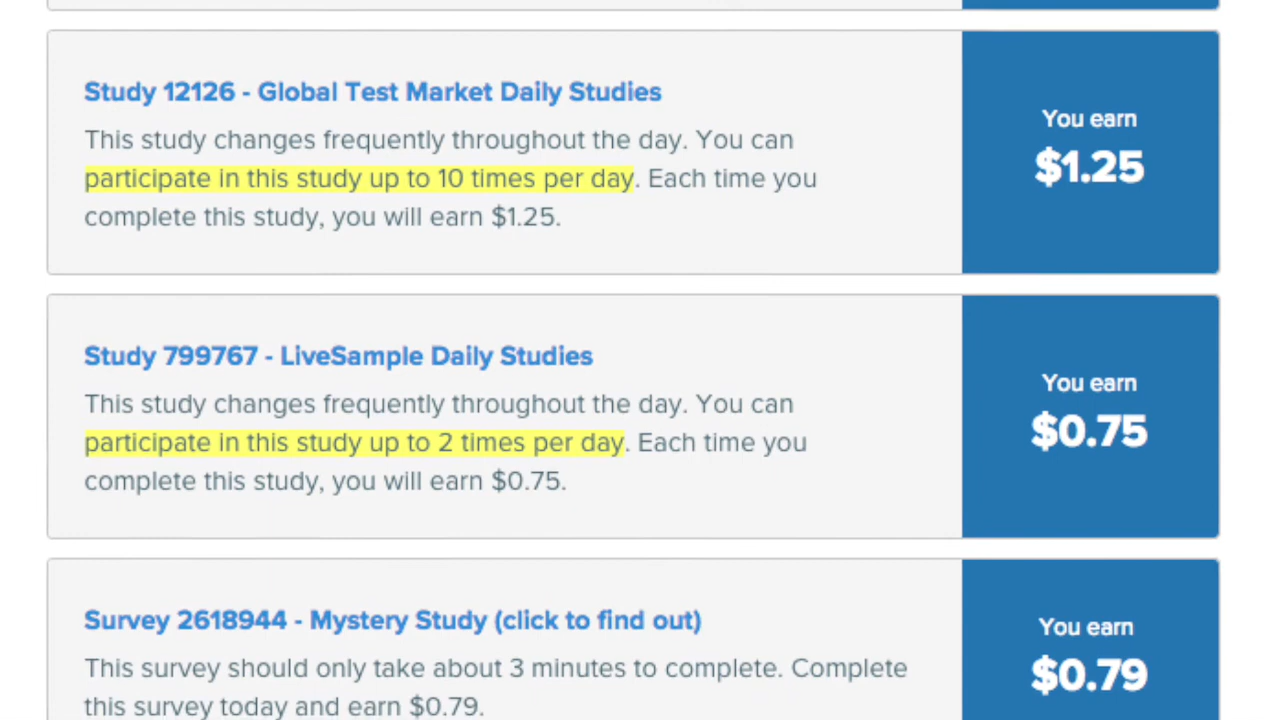 Study 12126 - Global Test Market Daily Studies
This study changes frequently throughout the day. You can
participate in this study up to 10 times per day. Each time you
complete this study, you will earn $1.25.
You earn
$1.25
Study 799767 - LiveSample Daily Studies
This study changes frequently throughout the day. You can
participate in this study up to 2 times per day. Each time you
complete this study, you will earn $0.75.
You earn
$0.75
Survey 2618944 - Mystery Study (click to find out)
This survey should only take about 3 minutes to complete. Complete
this survey today and earn $0.79.
You earn
$0.79